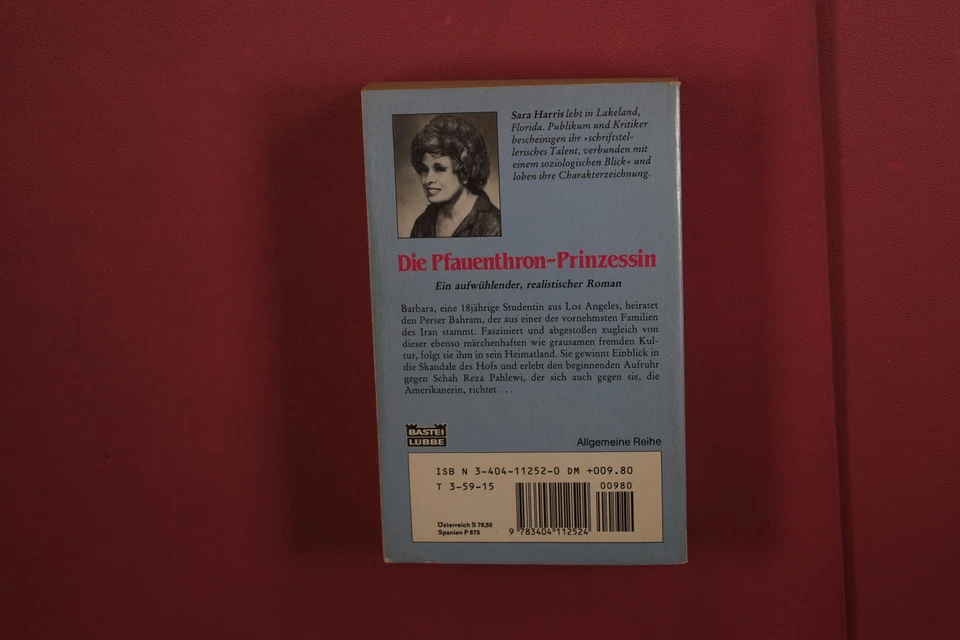 Sara Harris lebt in Lakeland,
Florida. Publikum und Kritiker
bescheinigen ihr »schriftstel-
lerisches Talent, verbunden mit
einem soziologischen Blick« und
loben ihre Charakterzeichnung.
Die Pfauenthron-Prinzessin
Ein aufwühlender, realistischer Roman
Barbara, eine 18jährige Studentin aus Los Angeles, heiratet
den Perser Bahram, der aus einer der vornehmsten Familien
des Iran stammt. Fasziniert und abgestoßen zugleich von
dieser ebenso märchenhaften wie grausamen fremden Kul-
tur, folgt sie ihm in sein Heimatland. Sie gewinnt Einblick in
die Skandale des Hofs und erlebt den beginnenden Aufruhr
gegen Schah Reza Pahlewi, der sich auch gegen sie, die
Amerikanerin, richtet . . .
BASTEI
LÜBBE
Allgemeine Reihe
ISB N 3-404-11252-0 DM +009.80
T 3-59-15
00980
Österreich S 76,50
Spanien P 875
9 783404 112524